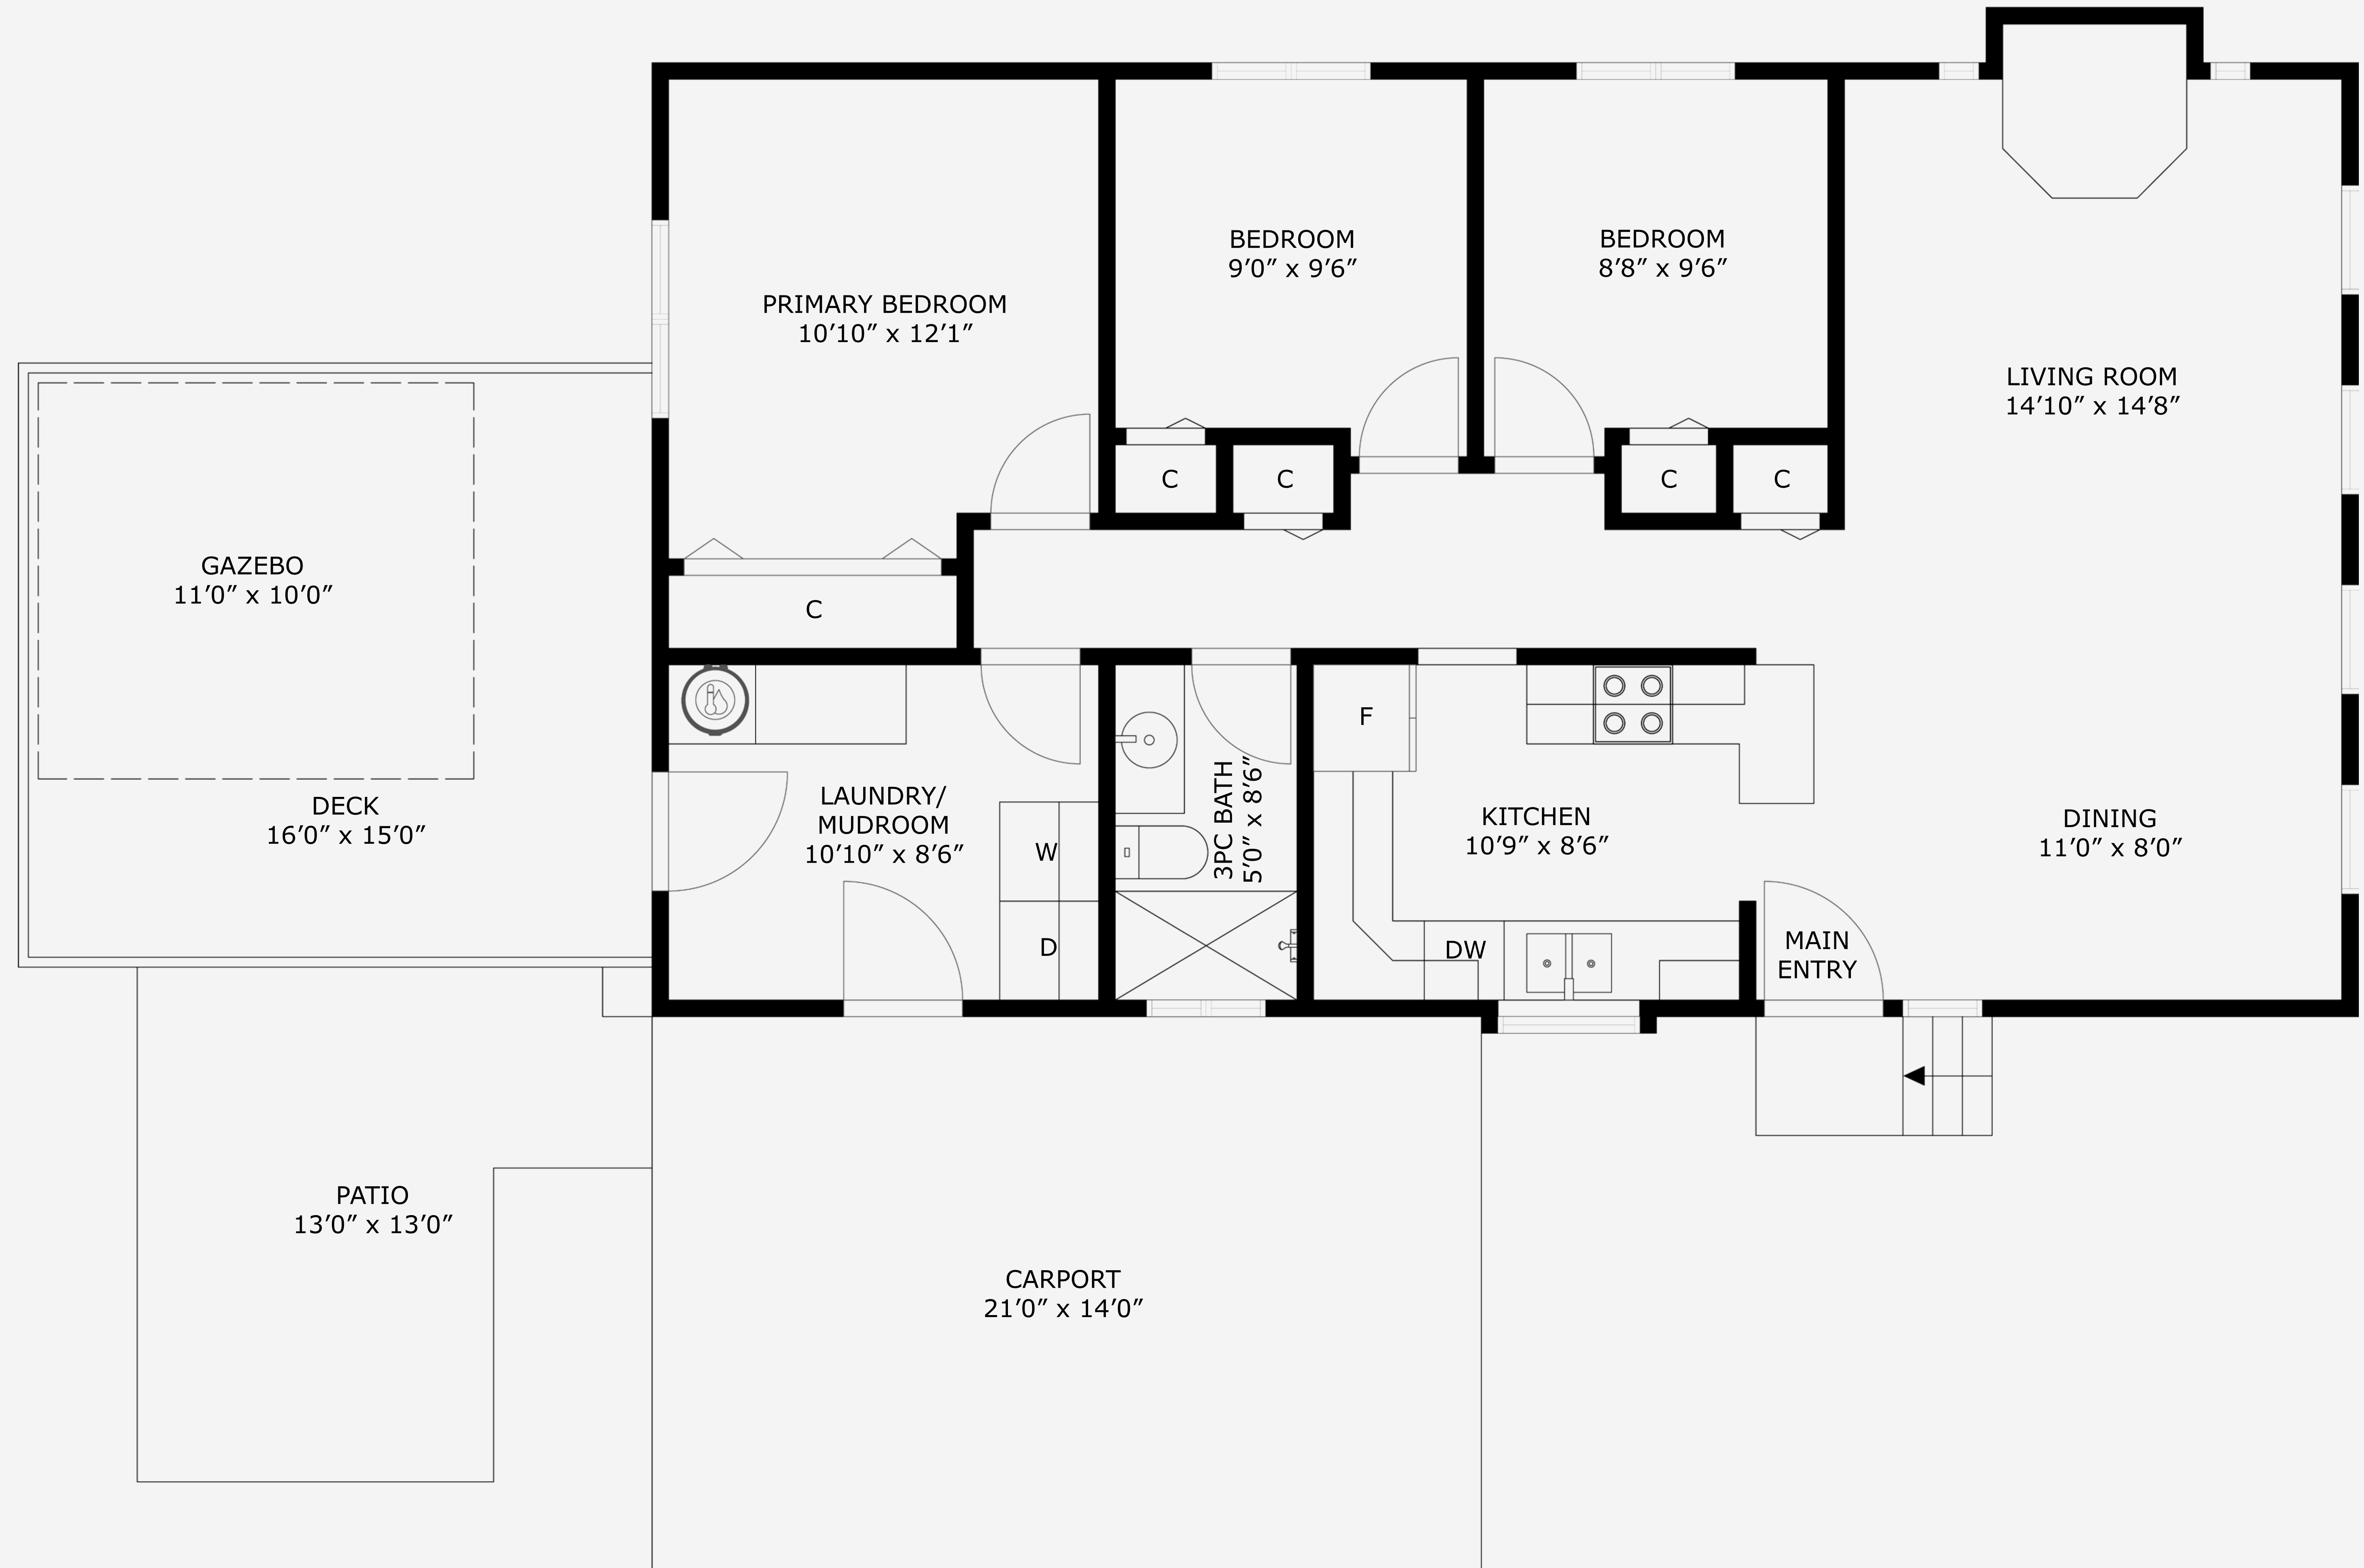 PRIMARY BEDROOM
10’10” x 12’1”
BEDROOM
9’0” x 9’6”
BEDROOM
8’8” x 9’6”
LIVING ROOM
14’10” x 14’8”
C
C
C
C
C
GAZEBO
11’0” x 10’0”
DECK
16’0” x 15’0”
LAUNDRY/
MUDROOM
10’10” x 8’6”
W
D
3PC BATH
5’0” x 8’6”
F
KITCHEN
10’9” x 8’6”
DW
DINING
11’0” x 8’0”
MAIN
ENTRY
PATIO
13’0” x 13’0”
CARPORT
21’0” x 14’0”